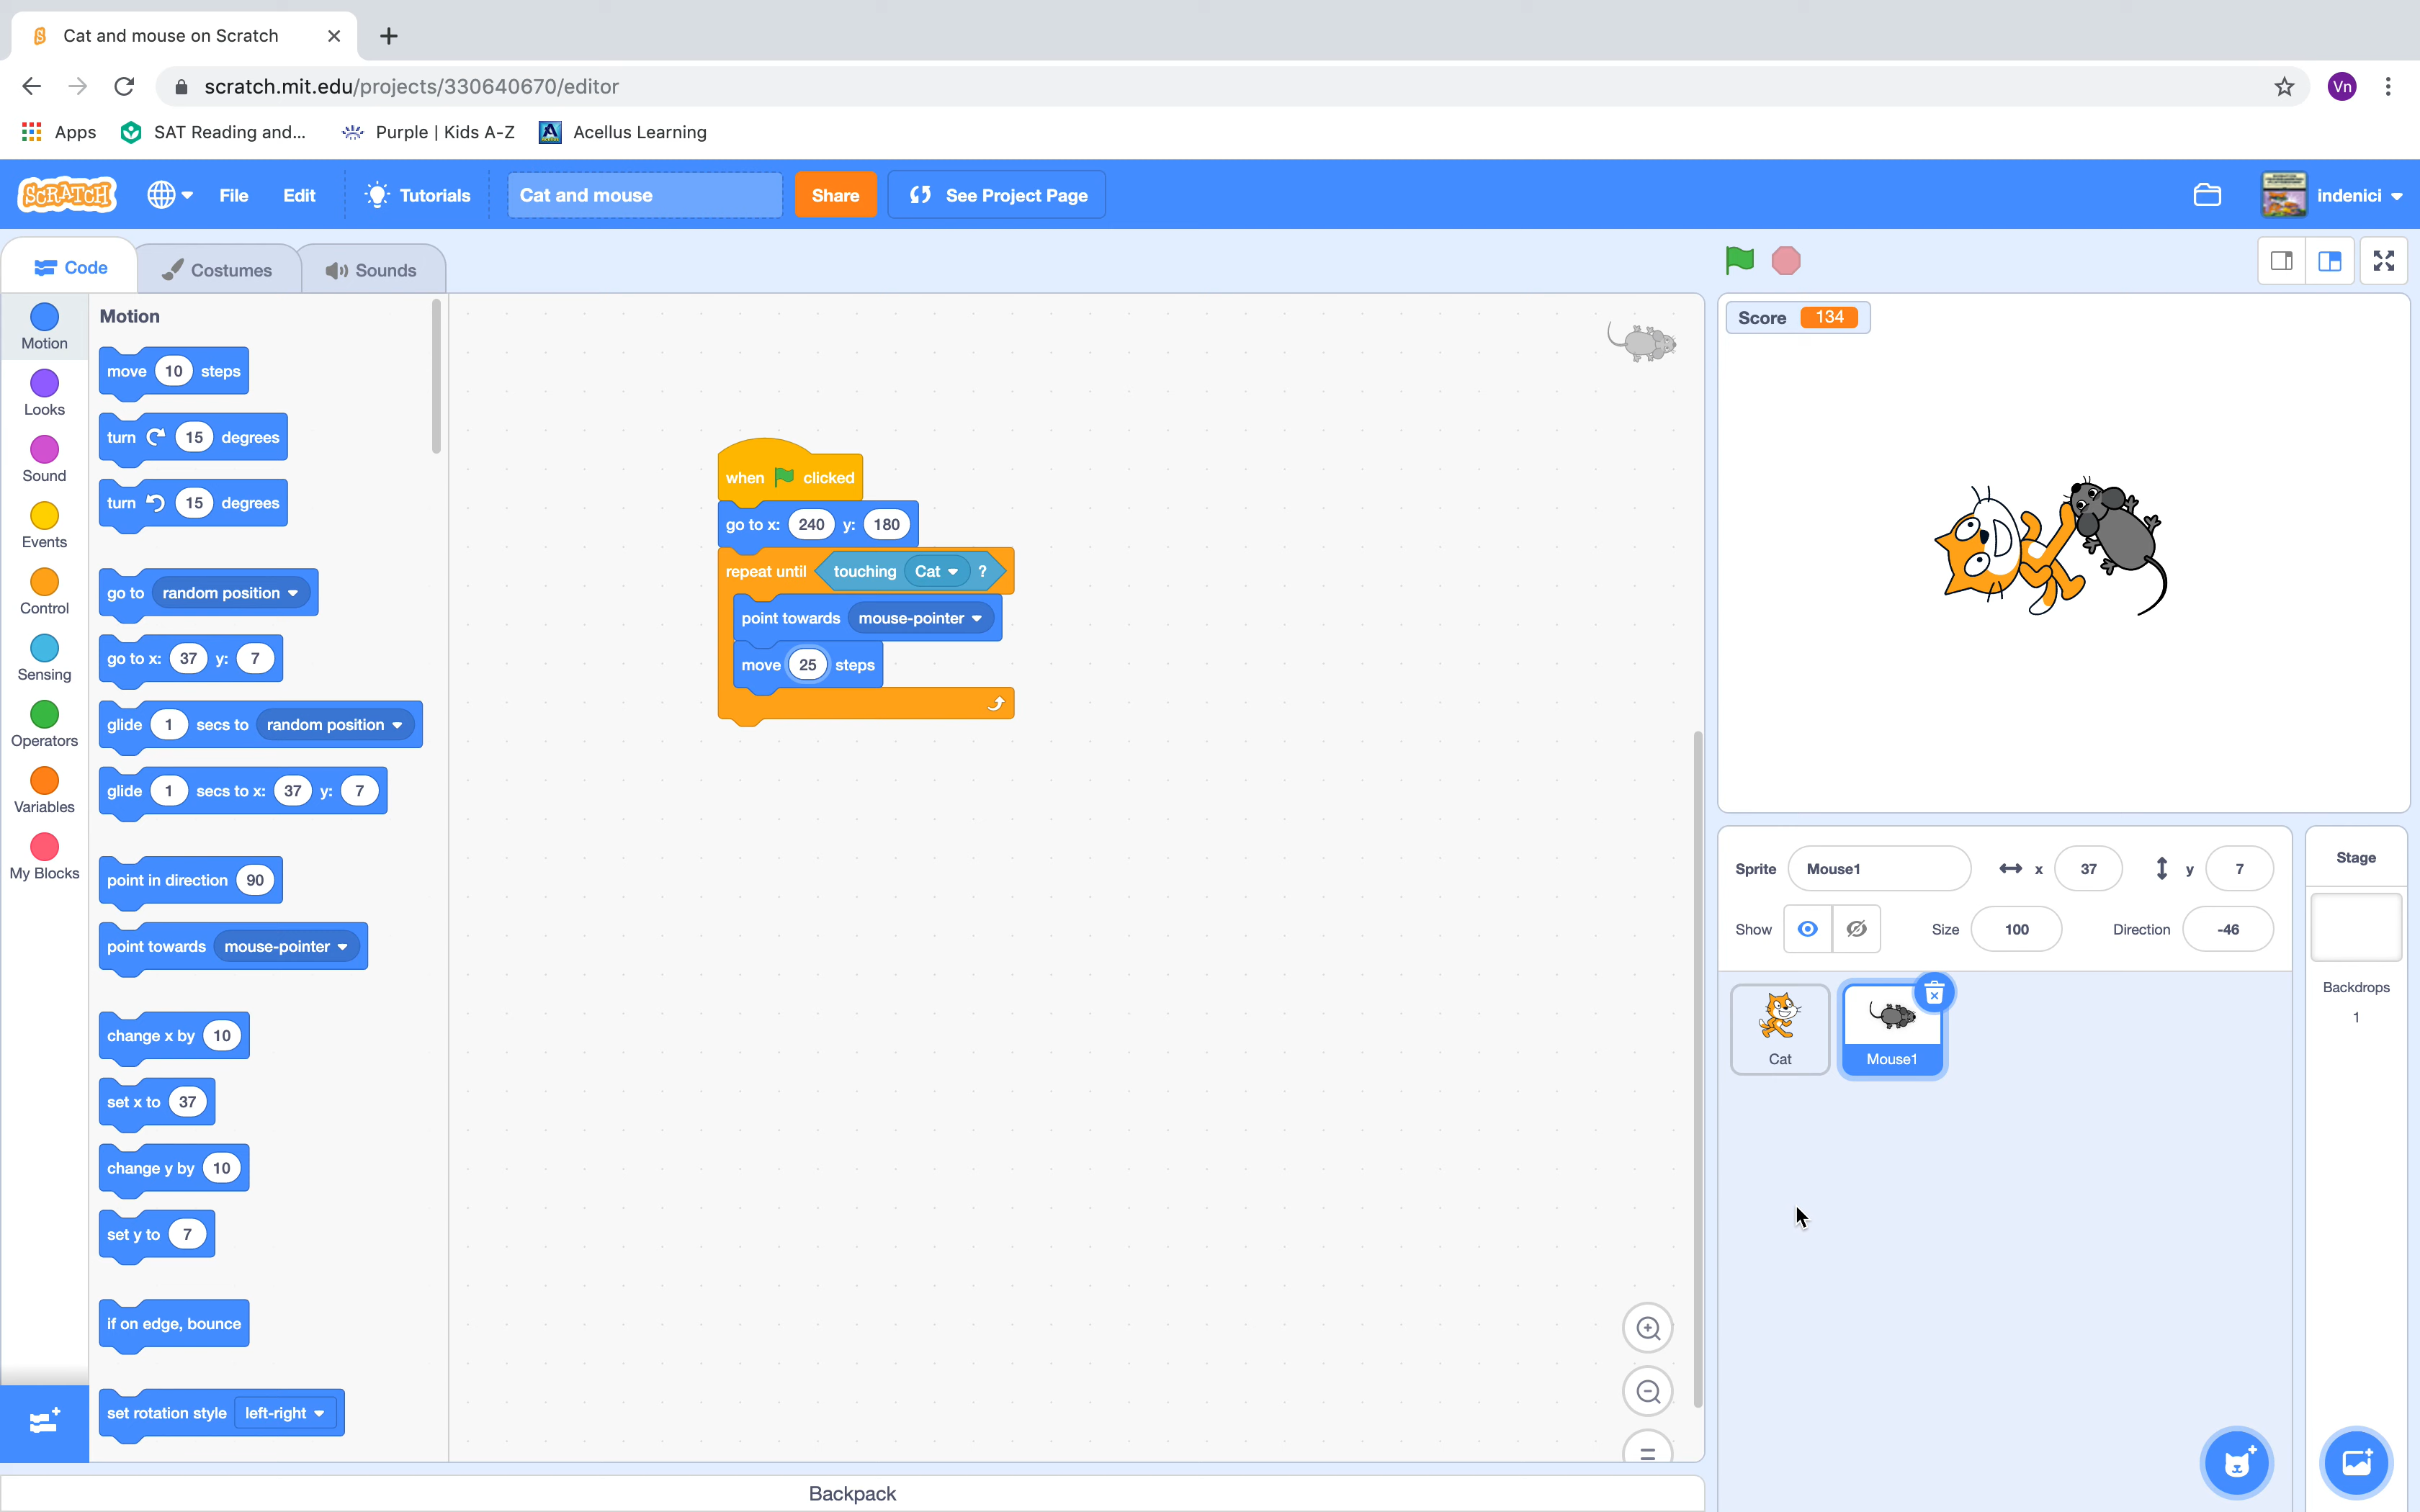 Cat and mouse on Scratch
scratch.mit.edu/projects/330640670/editor
Vn
Apps SAT Reading and... Purple | Kids A-Z Acellus Learning
SCRATCH File Edit Tutorials Cat and mouse Share See Project Page indenici
Code Costumes Sounds
Motion
Looks
Sound
Events
Control
Sensing
Operators
Variables
My Blocks
Motion
move 10 steps
turn 15 degrees
turn 15 degrees
go to random position
go to x: 37 y: 7
glide 1 secs to random position
glide 1 secs to x: 37 y: 7
point in direction 90
point towards mouse-pointer
change x by 10
set x to 37
change y by 10
set y to 7
if on edge, bounce
set rotation style left-right
when clicked
go to x: 240 y: 180
repeat until touching Cat ?
point towards mouse-pointer
move 25 steps
Backpack
Score 134
Sprite Mouse1 x 37 y 7
Show Size 100 Direction -46
Cat
Mouse1
Stage
Backdrops
1